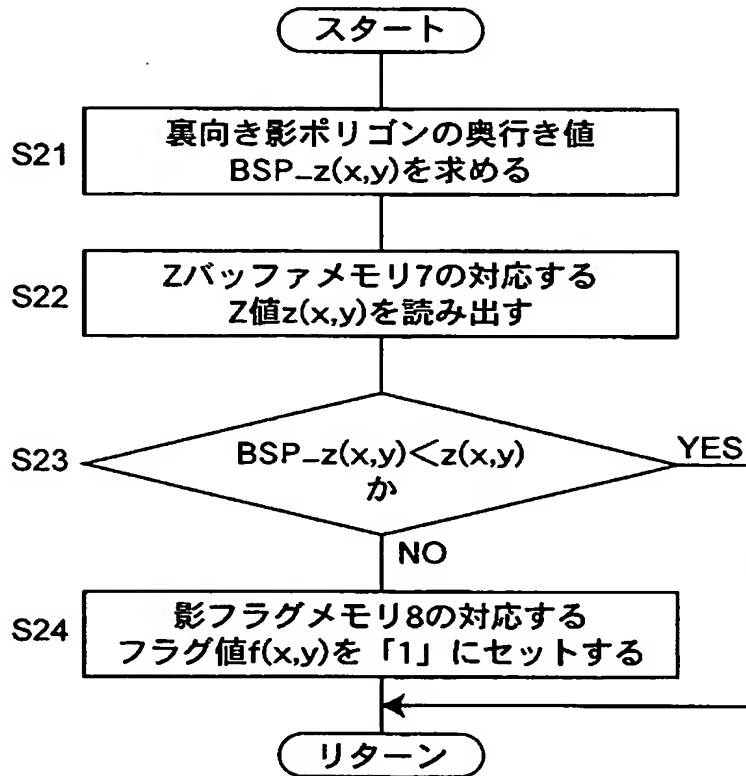 スタート
S21
裏向き影ポリゴンの奥行き値
BSP_z(x,y)を求める
S22
Zバッファメモリ7の対応する
Z値z(x,y)を読み出す
S23
BSP_z(x,y)<z(x,y)
か
YES
NO
S24
影フラグメモリ8の対応する
フラグ値f(x,y)を「1」にセットする
リターン